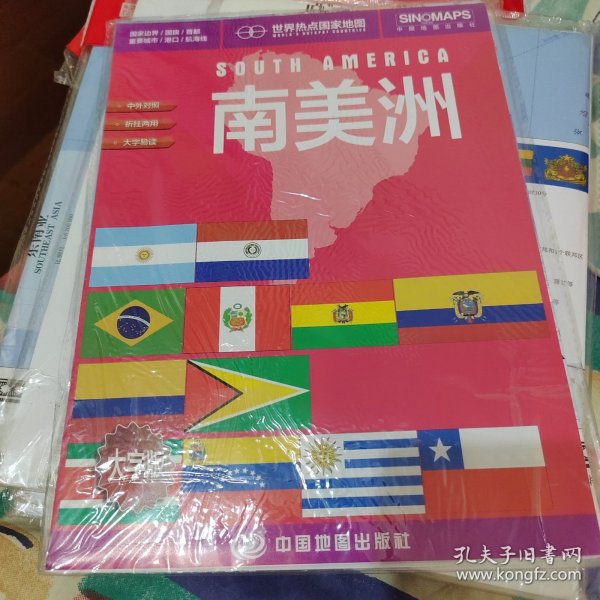 国家边界/国旗/首都
重要城市/港口/航海线
世界热点国家地图
WORLD'S HOTSPOT COUNTRIES
SINOMAPS
中国地图出版社
SOUTH AMERICA
南美洲
中外对照
折挂两用
大字易读
东南亚
SOUTHEAST ASIA
大字版
中国地图出版社
孔夫子旧书网
www.kongfz.com